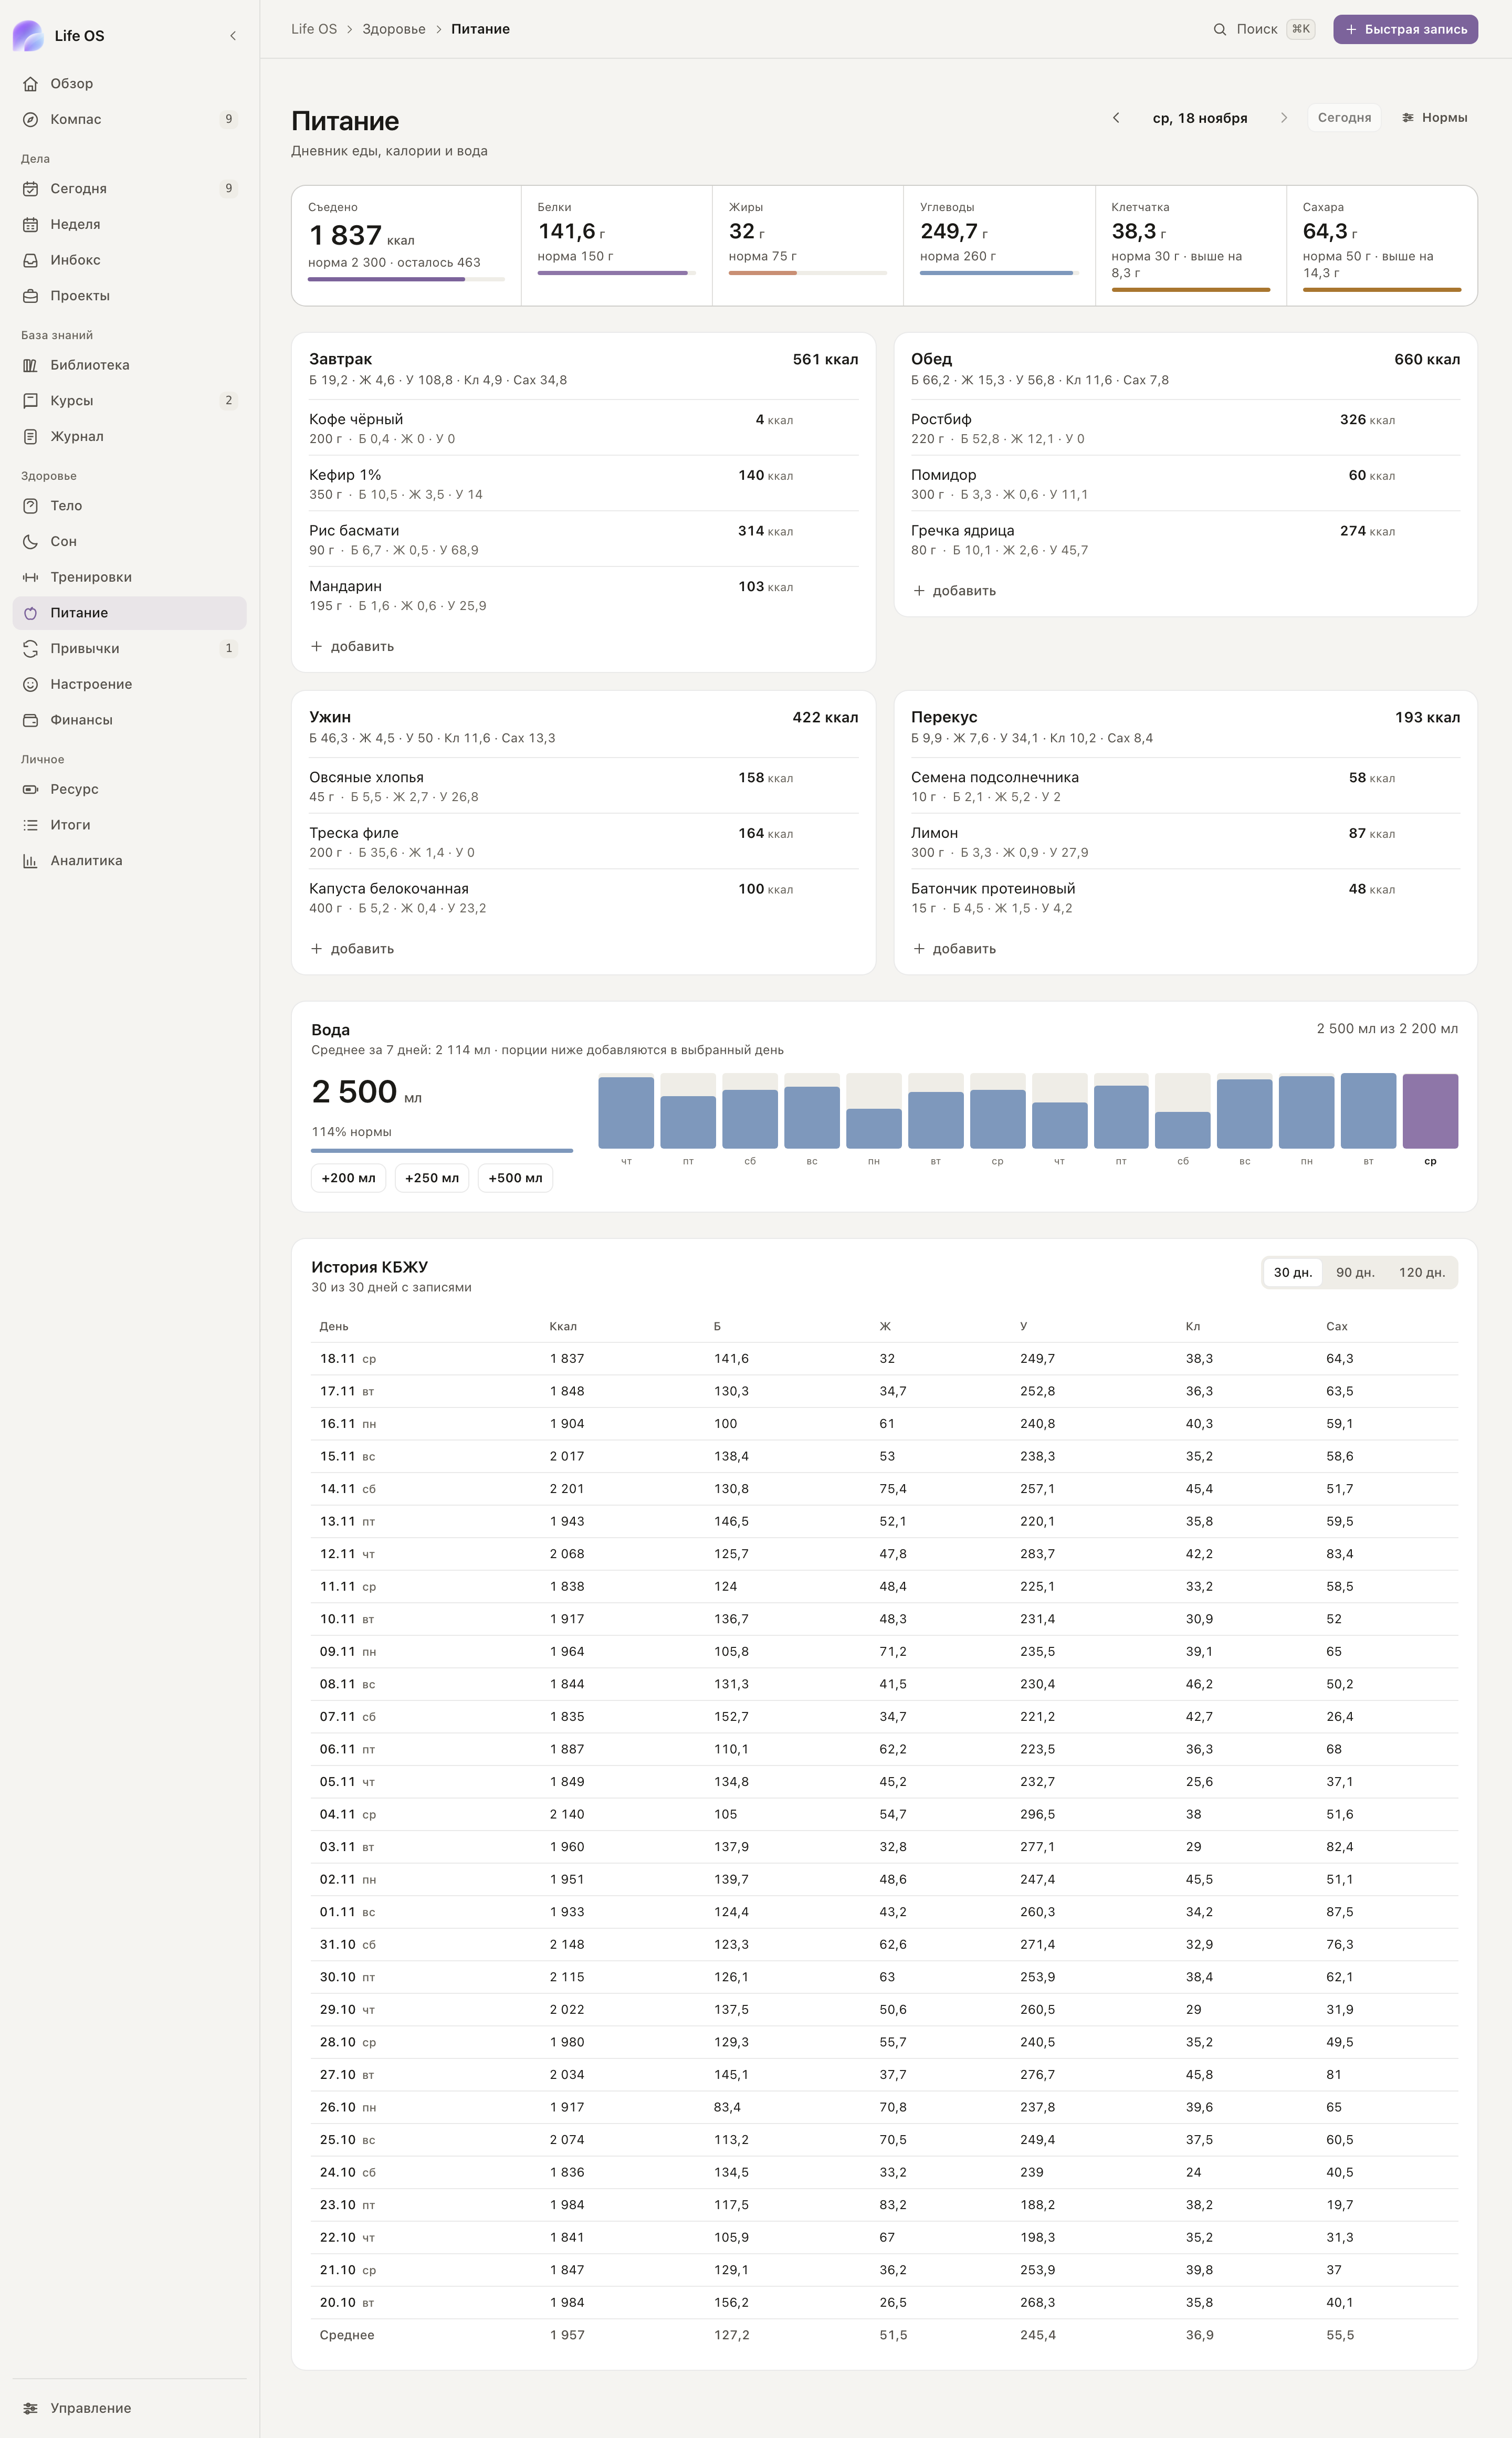 Life OS
Обзор
Компас 9
Дела
Сегодня 9
Неделя
Инбокс
Проекты
База знаний
Библиотека
Курсы 2
Журнал
Здоровье
Тело
Сон
Тренировки
Питание
Привычки 1
Настроение
Финансы
Личное
Ресурс
Итоги
Аналитика
Управление
Life OS > Здоровье > Питание
Поиск ⌘K
+ Быстрая запись
Питание
Дневник еды, калории и вода
ср, 18 ноября
Сегодня
Нормы
Съедено
1 837 ккал
норма 2 300 · осталось 463
Белки
141,6 г
норма 150 г
Жиры
32 г
норма 75 г
Углеводы
249,7 г
норма 260 г
Клетчатка
38,3 г
норма 30 г · выше на
8,3 г
Сахара
64,3 г
норма 50 г · выше на
14,3 г
Завтрак 561 ккал
Б 19,2 · Ж 4,6 · У 108,8 · Кл 4,9 · Сах 34,8
Кофе чёрный 4 ккал
200 г · Б 0,4 · Ж 0 · У 0
Кефир 1% 140 ккал
350 г · Б 10,5 · Ж 3,5 · У 14
Рис басмати 314 ккал
90 г · Б 6,7 · Ж 0,5 · У 68,9
Мандарин 103 ккал
195 г · Б 1,6 · Ж 0,6 · У 25,9
+ добавить
Обед 660 ккал
Б 66,2 · Ж 15,3 · У 56,8 · Кл 11,6 · Сах 7,8
Ростбиф 326 ккал
220 г · Б 52,8 · Ж 12,1 · У 0
Помидор 60 ккал
300 г · Б 3,3 · Ж 0,6 · У 11,1
Гречка ядрица 274 ккал
80 г · Б 10,1 · Ж 2,6 · У 45,7
+ добавить
Ужин 422 ккал
Б 46,3 · Ж 4,5 · У 50 · Кл 11,6 · Сах 13,3
Овсяные хлопья 158 ккал
45 г · Б 5,5 · Ж 2,7 · У 26,8
Треска филе 164 ккал
200 г · Б 35,6 · Ж 1,4 · У 0
Капуста белокочанная 100 ккал
400 г · Б 5,2 · Ж 0,4 · У 23,2
+ добавить
Перекус 193 ккал
Б 9,9 · Ж 7,6 · У 34,1 · Кл 10,2 · Сах 8,4
Семена подсолнечника 58 ккал
10 г · Б 2,1 · Ж 5,2 · У 2
Лимон 87 ккал
300 г · Б 3,3 · Ж 0,9 · У 27,9
Батончик протеиновый 48 ккал
15 г · Б 4,5 · Ж 1,5 · У 4,2
+ добавить
Вода 2 500 мл из 2 200 мл
Среднее за 7 дней: 2 114 мл · порции ниже добавляются в выбранный день
2 500 мл
114% нормы
+200 мл +250 мл +500 мл
чт пт сб вс пн вт ср чт пт сб вс пн вт ср
История КБЖУ
30 из 30 дней с записями
30 дн. 90 дн. 120 дн.
День Ккал Б Ж У Кл Сах
18.11 ср 1 837 141,6 32 249,7 38,3 64,3
17.11 вт 1 848 130,3 34,7 252,8 36,3 63,5
16.11 пн 1 904 100 61 240,8 40,3 59,1
15.11 вс 2 017 138,4 53 238,3 35,2 58,6
14.11 сб 2 201 130,8 75,4 257,1 45,4 51,7
13.11 пт 1 943 146,5 52,1 220,1 35,8 59,5
12.11 чт 2 068 125,7 47,8 283,7 42,2 83,4
11.11 ср 1 838 124 48,4 225,1 33,2 58,5
10.11 вт 1 917 136,7 48,3 231,4 30,9 52
09.11 пн 1 964 105,8 71,2 235,5 39,1 65
08.11 вс 1 844 131,3 41,5 230,4 46,2 50,2
07.11 сб 1 835 152,7 34,7 221,2 42,7 26,4
06.11 пт 1 887 110,1 62,2 223,5 36,3 68
05.11 чт 1 849 134,8 45,2 232,7 25,6 37,1
04.11 ср 2 140 105 54,7 296,5 38 51,6
03.11 вт 1 960 137,9 32,8 277,1 29 82,4
02.11 пн 1 951 139,7 48,6 247,4 45,5 51,1
01.11 вс 1 933 124,4 43,2 260,3 34,2 87,5
31.10 сб 2 148 123,3 62,6 271,4 32,9 76,3
30.10 пт 2 115 126,1 63 253,9 38,4 62,1
29.10 чт 2 022 137,5 50,6 260,5 29 31,9
28.10 ср 1 980 129,3 55,7 240,5 35,2 49,5
27.10 вт 2 034 145,1 37,7 276,7 45,8 81
26.10 пн 1 917 83,4 70,8 237,8 39,6 65
25.10 вс 2 074 113,2 70,5 249,4 37,5 60,5
24.10 сб 1 836 134,5 33,2 239 24 40,5
23.10 пт 1 984 117,5 83,2 188,2 38,2 19,7
22.10 чт 1 841 105,9 67 198,3 35,2 31,3
21.10 ср 1 847 129,1 36,2 253,9 39,8 37
20.10 вт 1 984 156,2 26,5 268,3 35,8 40,1
Среднее 1 957 127,2 51,5 245,4 36,9 55,5